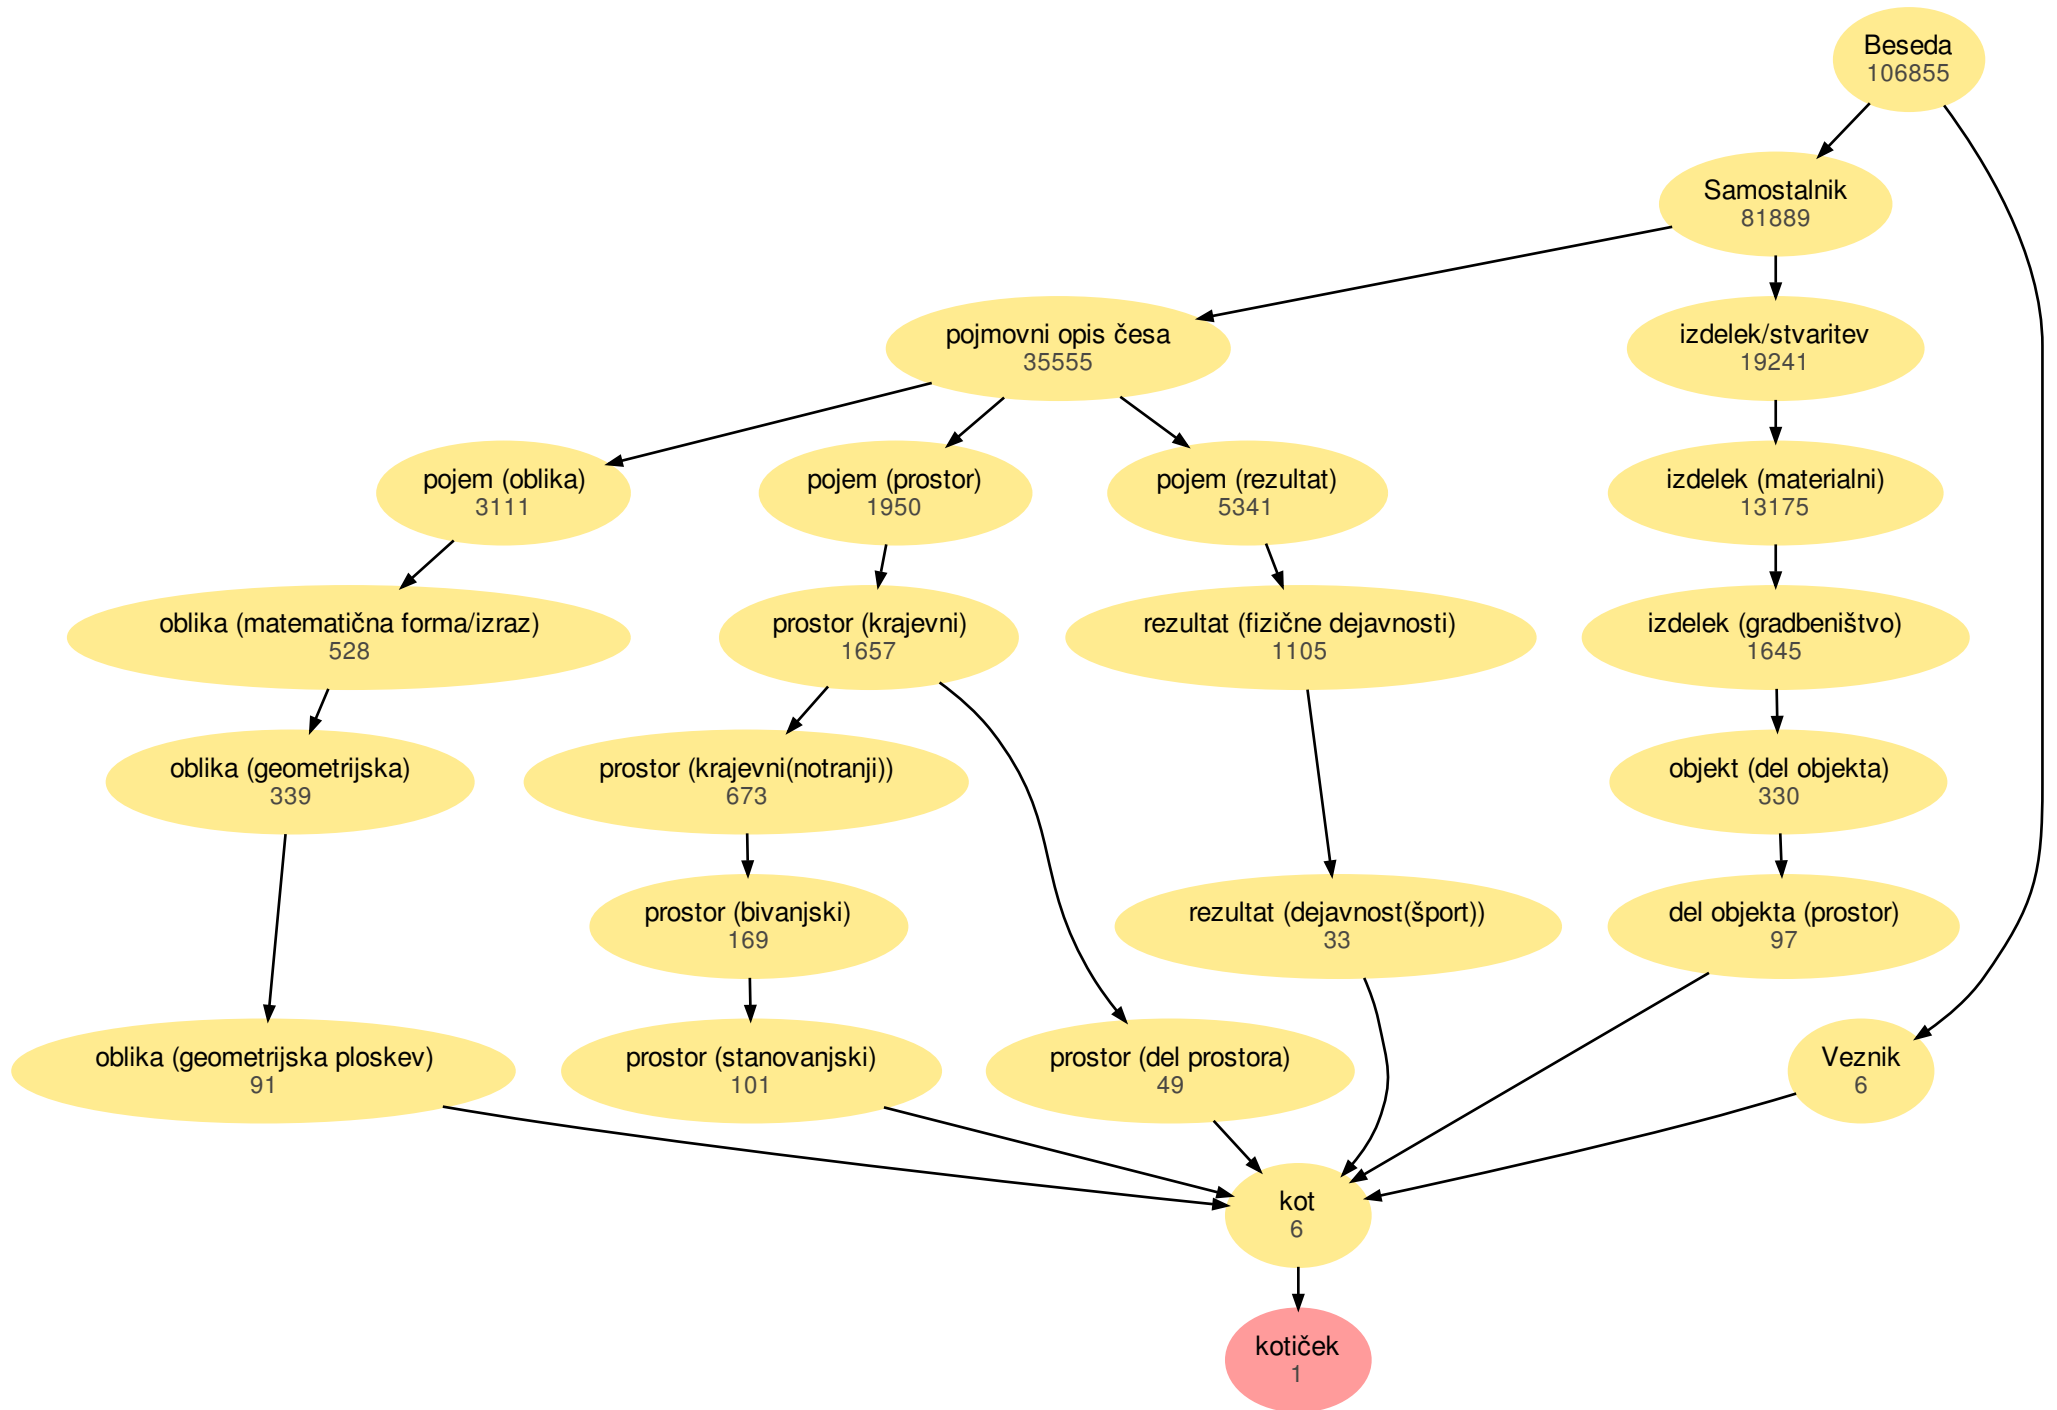 Beseda
106855
Samostalnik
81889
pojmovni opis česa
35555
izdelek/stvaritev
19241
pojem (oblika)
3111
pojem (prostor)
1950
pojem (rezultat)
5341
izdelek (materialni)
13175
oblika (matematična forma/izraz)
528
prostor (krajevni)
1657
rezultat (fizične dejavnosti)
1105
izdelek (gradbeništvo)
1645
oblika (geometrijska)
339
prostor (krajevni(notranji))
673
objekt (del objekta)
330
prostor (bivanjski)
169
rezultat (dejavnost(šport))
33
del objekta (prostor)
97
oblika (geometrijska ploskev)
91
prostor (stanovanjski)
101
prostor (del prostora)
49
Veznik
6
kot
6
kotiček
1